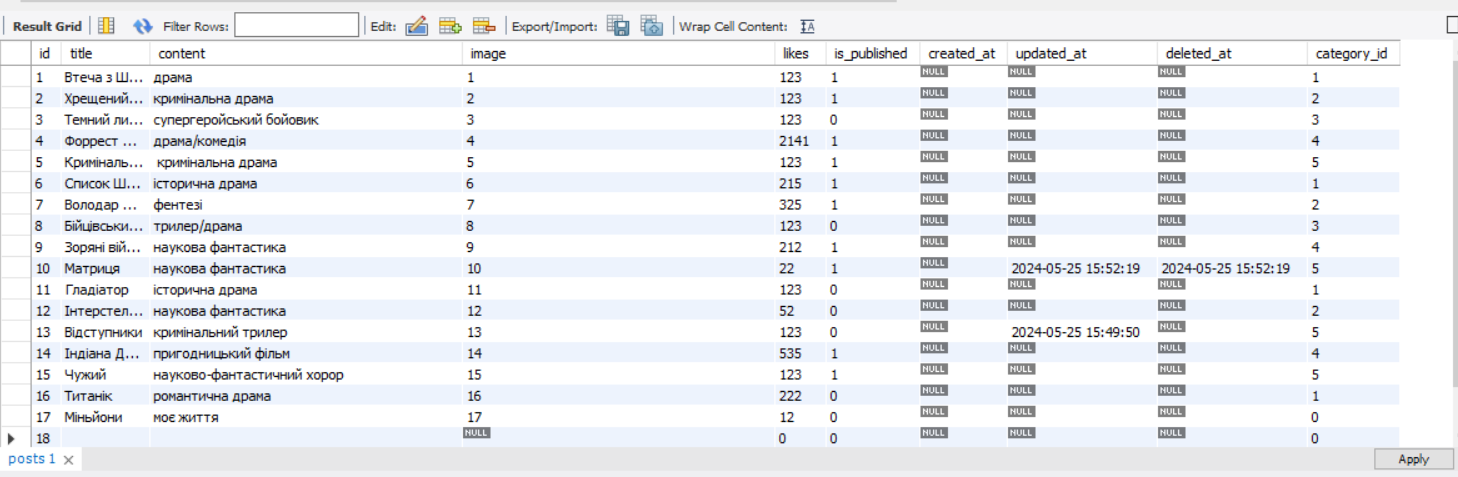 Result Grid Filter Rows: Edit: Export/Import: Wrap Cell Content:
id title content image likes is_published created_at updated_at deleted_at category_id
1 Втеча з Ш... драма 1 123 1 NULL NULL NULL 1
2 Хрещений... кримінальна драма 2 123 1 NULL NULL NULL 2
3 Темний ли... супергеройський бойовик 3 123 0 NULL NULL NULL 3
4 Форрест ... драма/комедія 4 2141 1 NULL NULL NULL 4
5 Криміналь... кримінальна драма 5 123 1 NULL NULL NULL 5
6 Список Ш... історична драма 6 215 1 NULL NULL NULL 1
7 Володар ... фентезі 7 325 1 NULL NULL NULL 2
8 Бійцівськи... трилер/драма 8 123 0 NULL NULL NULL 3
9 Зоряні вій... наукова фантастика 9 212 1 NULL NULL NULL 4
10 Матриця наукова фантастика 10 22 1 NULL 2024-05-25 15:52:19 2024-05-25 15:52:19 5
11 Гладіатор історична драма 11 123 0 NULL NULL NULL 1
12 Інтерстел... наукова фантастика 12 52 0 NULL NULL NULL 2
13 Відступники кримінальний трилер 13 123 0 NULL 2024-05-25 15:49:50 NULL 5
14 Індіана Д... пригодницький фільм 14 535 1 NULL NULL NULL 4
15 Чужий науково-фантастичний хорор 15 123 1 NULL NULL NULL 5
16 Титанік романтична драма 16 222 0 NULL NULL NULL 1
17 Міньйони моє життя 17 12 0 NULL NULL NULL 0
18 NULL 0 0 NULL NULL NULL 0
posts 1 Apply